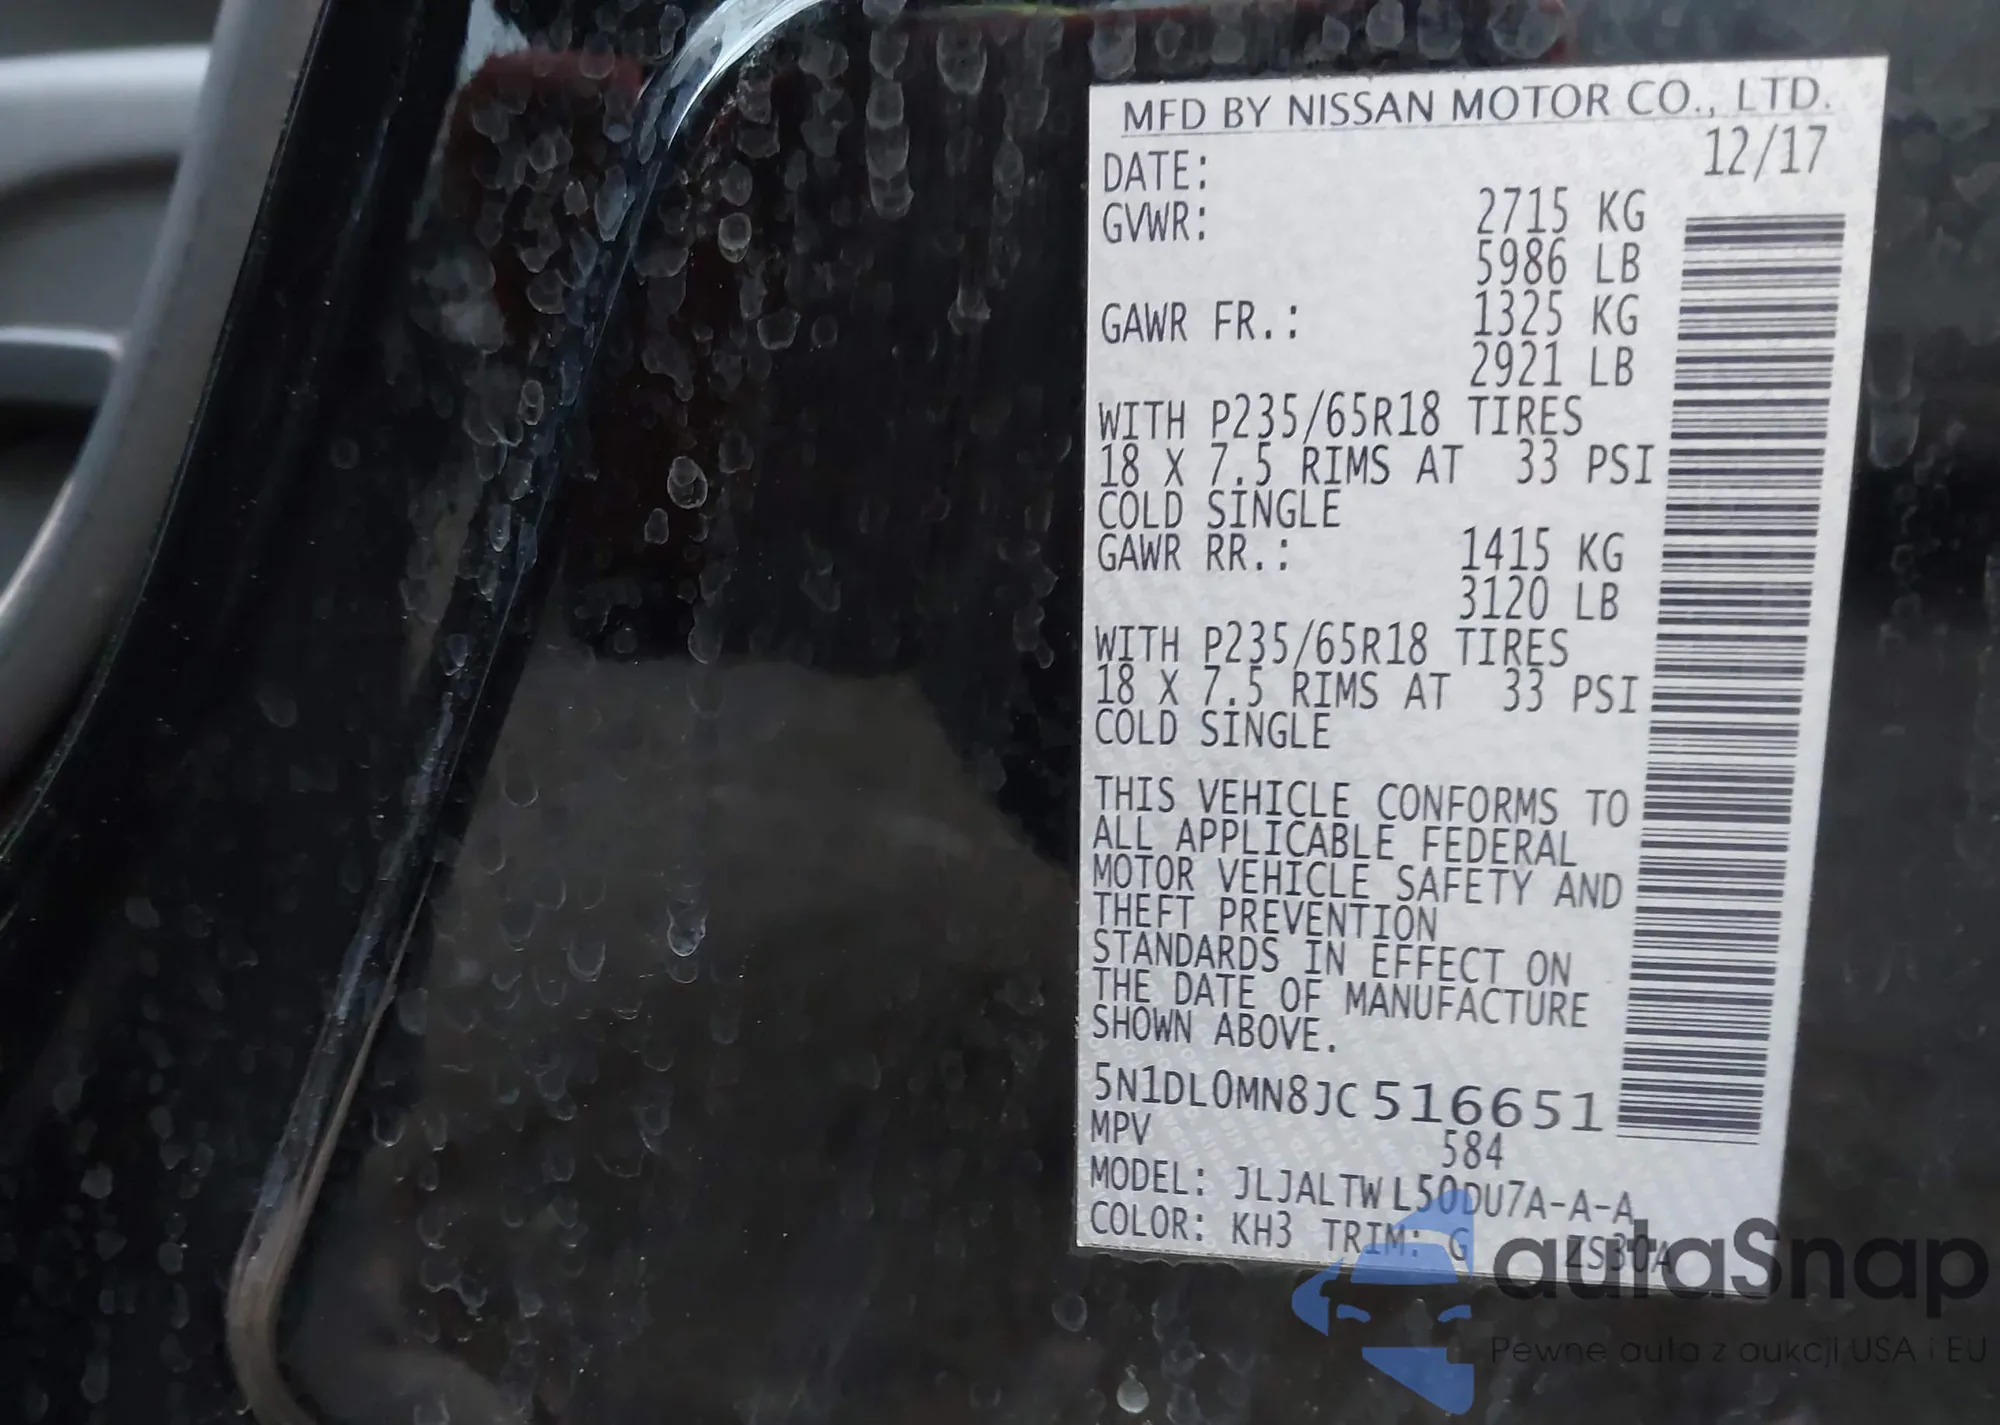 MFD BY NISSAN MOTOR CO., LTD.
DATE: 12/17
GVWR: 2715 KG
5986 LB
GAWR FR.: 1325 KG
2921 LB
WITH P235/65R18 TIRES
18 X 7.5 RIMS AT 33 PSI
COLD SINGLE
GAWR RR.: 1415 KG
3120 LB
WITH P235/65R18 TIRES
18 X 7.5 RIMS AT 33 PSI
COLD SINGLE
THIS VEHICLE CONFORMS TO
ALL APPLICABLE FEDERAL
MOTOR VEHICLE SAFETY AND
THEFT PREVENTION
STANDARDS IN EFFECT ON
THE DATE OF MANUFACTURE
SHOWN ABOVE.
5N1DL0MN8JC516651
MPV 584
MODEL: JLJALTWL50DU7A-A-A
COLOR: KH3 TRIM: G ZS30A
autaSnap
Pewne auta z aukcji USA i EU